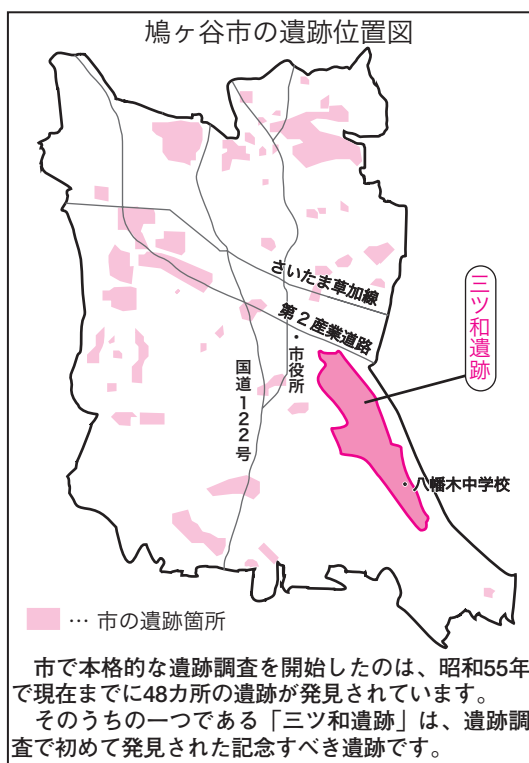 鳩ヶ谷市の遺跡位置図
さいたま草加線
第2産業道路
三ツ和遺跡
・市役所
国道122号
・八幡木中学校
… 市の遺跡箇所
市で本格的な遺跡調査を開始したのは、昭和55年
で現在までに48カ所の遺跡が発見されています。
そのうちの一つである「三ツ和遺跡」は、遺跡調
査で初めて発見された記念すべき遺跡です。